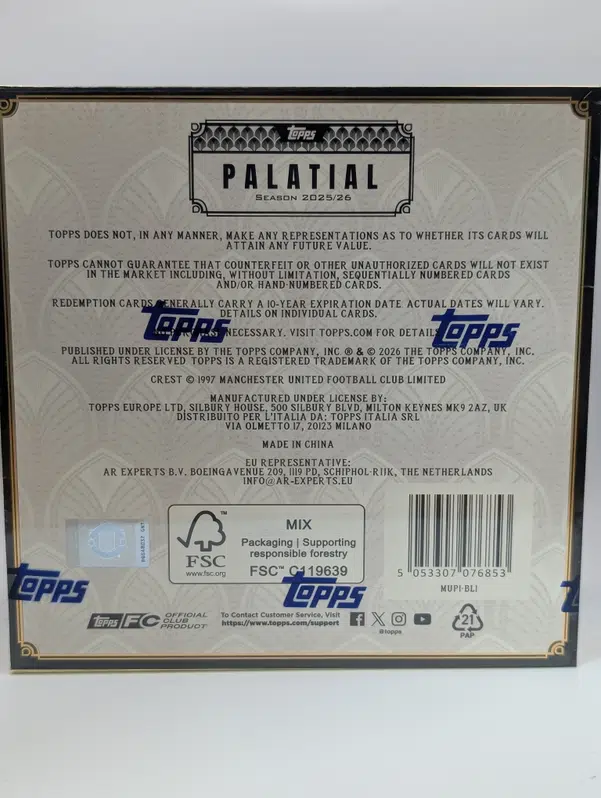 Topps
PALATIAL
SEASON 2025/26
TOPPS DOES NOT, IN ANY MANNER, MAKE ANY REPRESENTATIONS AS TO WHETHER ITS CARDS WILL
ATTAIN ANY FUTURE VALUE.
TOPPS CANNOT GUARANTEE THAT COUNTERFEIT OR OTHER UNAUTHORIZED CARDS WILL NOT EXIST
IN THE MARKET INCLUDING, WITHOUT LIMITATION, SEQUENTIALLY NUMBERED CARDS
AND/OR HAND-NUMBERED CARDS.
REDEMPTION CARDS GENERALLY CARRY A 10-YEAR EXPIRATION DATE. ACTUAL DATES WILL VARY.
DETAILS ON INDIVIDUAL CARDS.
Topps
NECESSARY. VISIT TOPPS.COM FOR DETAILS
Topps
PUBLISHED UNDER LICENSE BY THE TOPPS COMPANY, INC ® & © 2026 THE TOPPS COMPANY, INC.
ALL RIGHTS RESERVED TOPPS IS A REGISTERED TRADEMARK OF THE TOPPS COMPANY, INC.
CREST © 1997 MANCHESTER UNITED FOOTBALL CLUB LIMITED
MANUFACTURED UNDER LICENSE BY:
TOPPS EUROPE LTD, SILBURY HOUSE, 500 SILBURY BLVD, MILTON KEYNES MK9 2AZ, UK
DISTRIBUITO PER L'ITALIA DA: TOPPS ITALIA SRL
VIA OLMETTO 17, 20123 MILANO
MADE IN CHINA
EU REPRESENTATIVE:
AR EXPERTS B.V. BOEINGAVENUE 209, 1119 PD, SCHIPHOL-RIJK, THE NETHERLANDS
INFO@AR-EXPERTS.EU
FSC
www.fsc.org
MIX
Packaging | Supporting
responsible forestry
FSC™ C119639
5 053307 076853
MUPI-BL1
Topps
Topps
Topps FC
OFFICIAL
CLUB
PRODUCT
To Contact Customer Service, Visit
https://www.topps.com/support
@topps
21
PAP